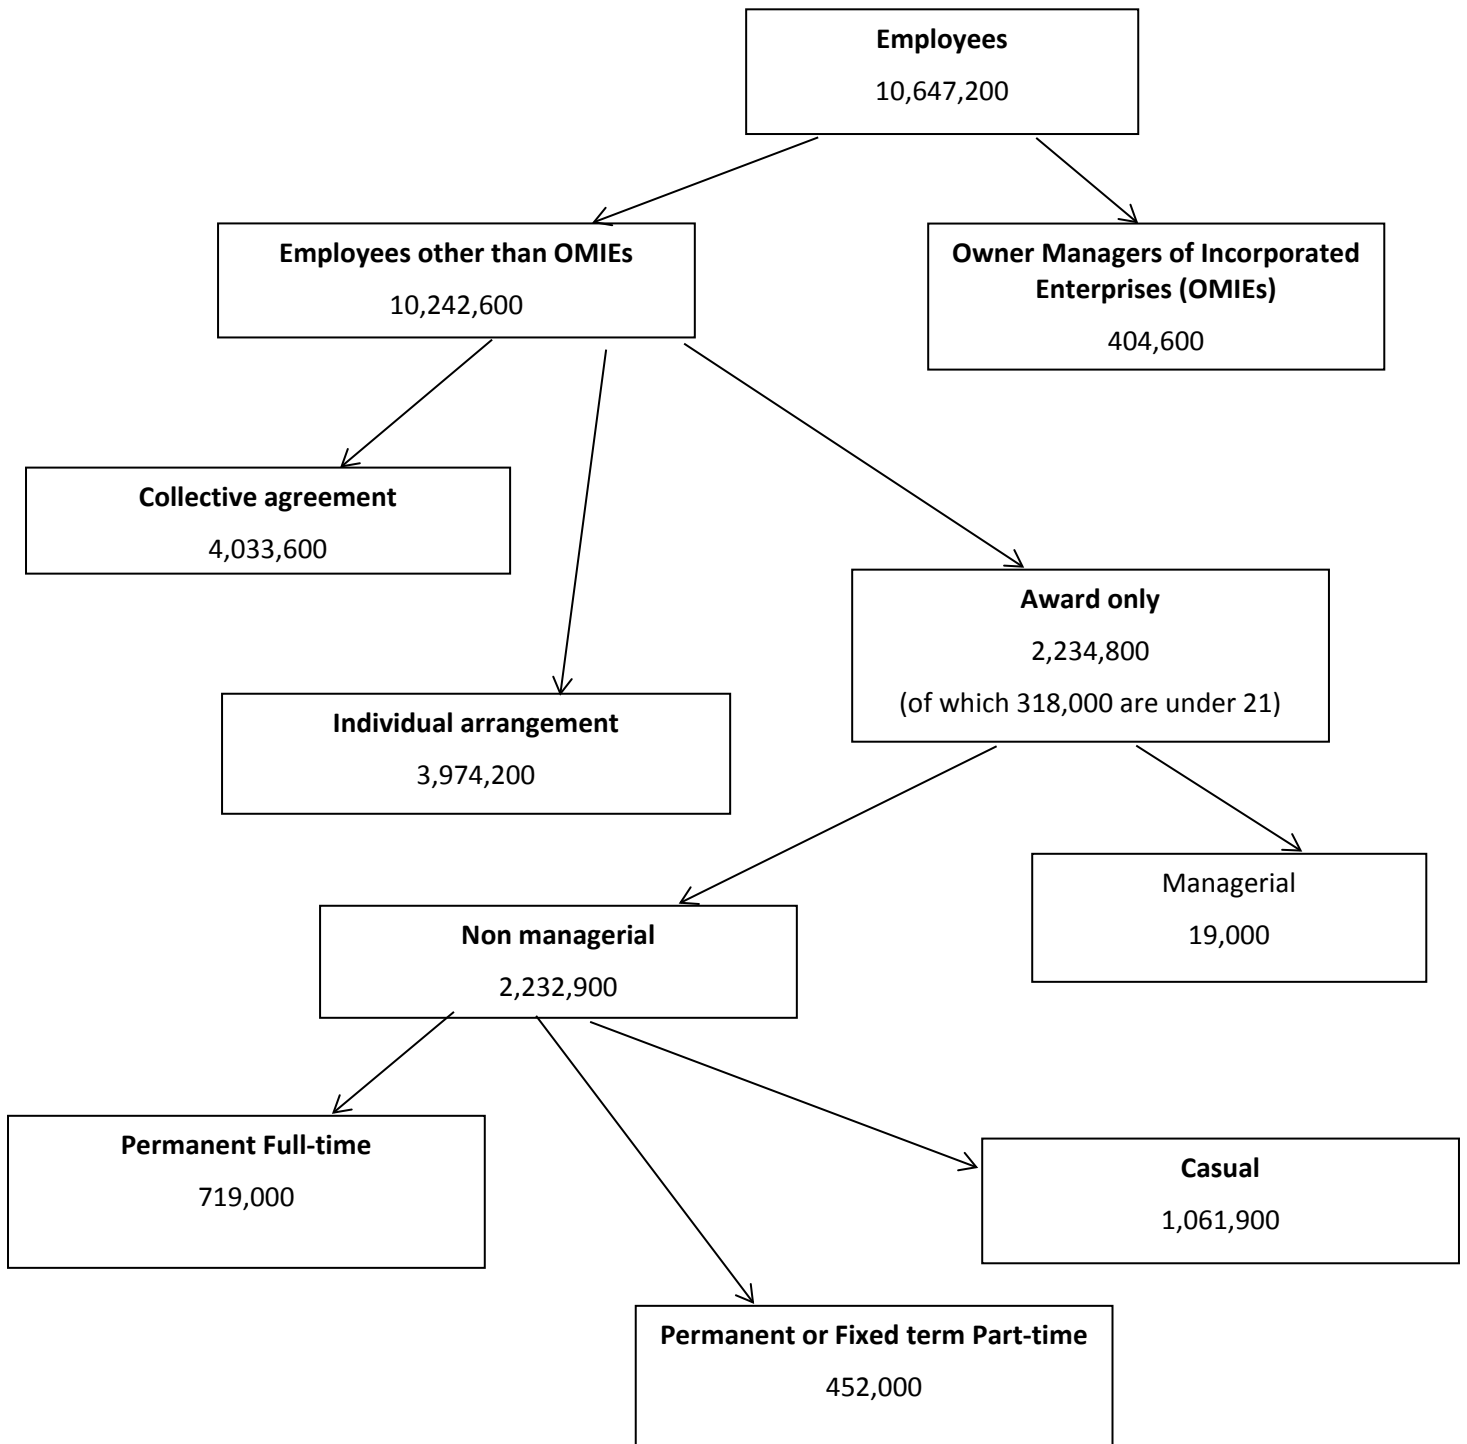 Employees
10,647,200
Employees other than OMIEs
10,242,600
Owner Managers of Incorporated
Enterprises (OMIEs)
404,600
Collective agreement
4,033,600
Award only
2,234,800
(of which 318,000 are under 21)
Individual arrangement
3,974,200
Managerial
19,000
Non managerial
2,232,900
Permanent Full-time
719,000
Casual
1,061,900
Permanent or Fixed term Part-time
452,000